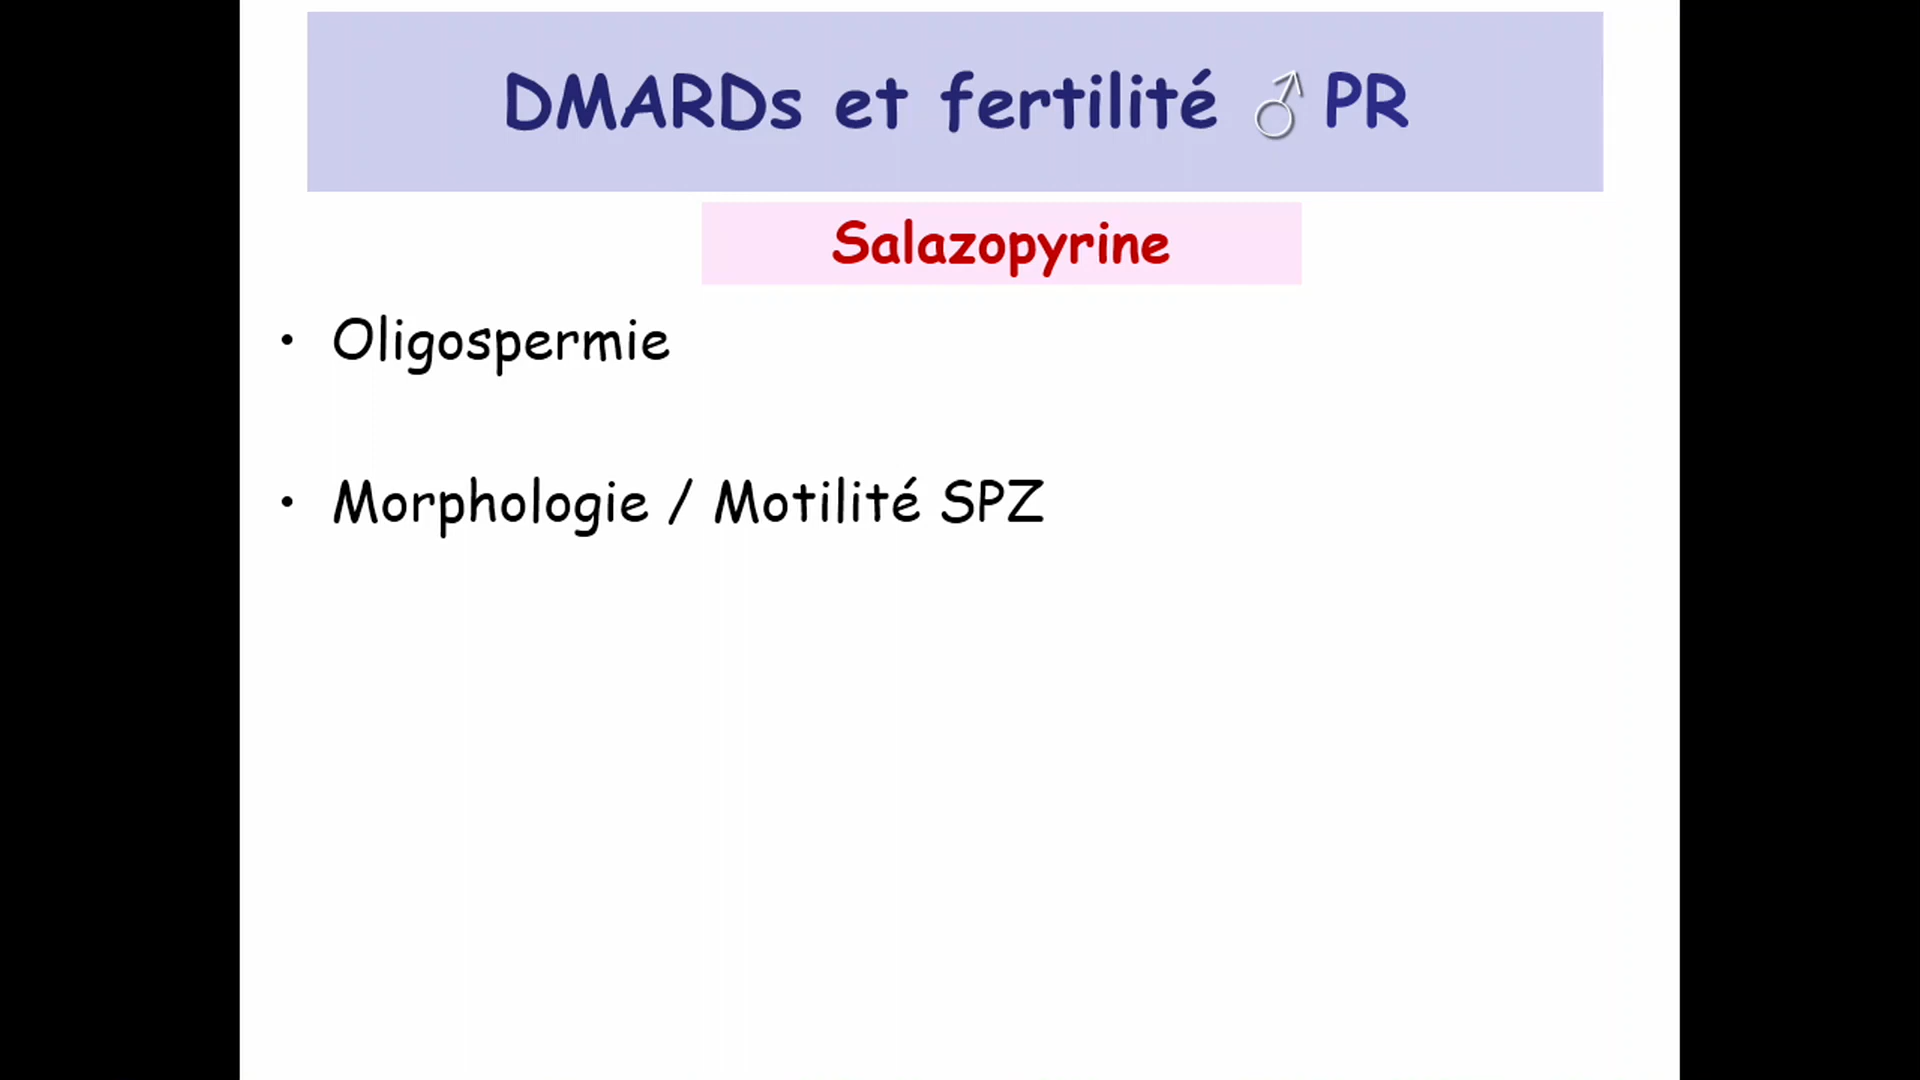 DMARDs et fertilité ♂ PR
Salazopyrine
• Oligospermie
• Morphologie / Motilité SPZ